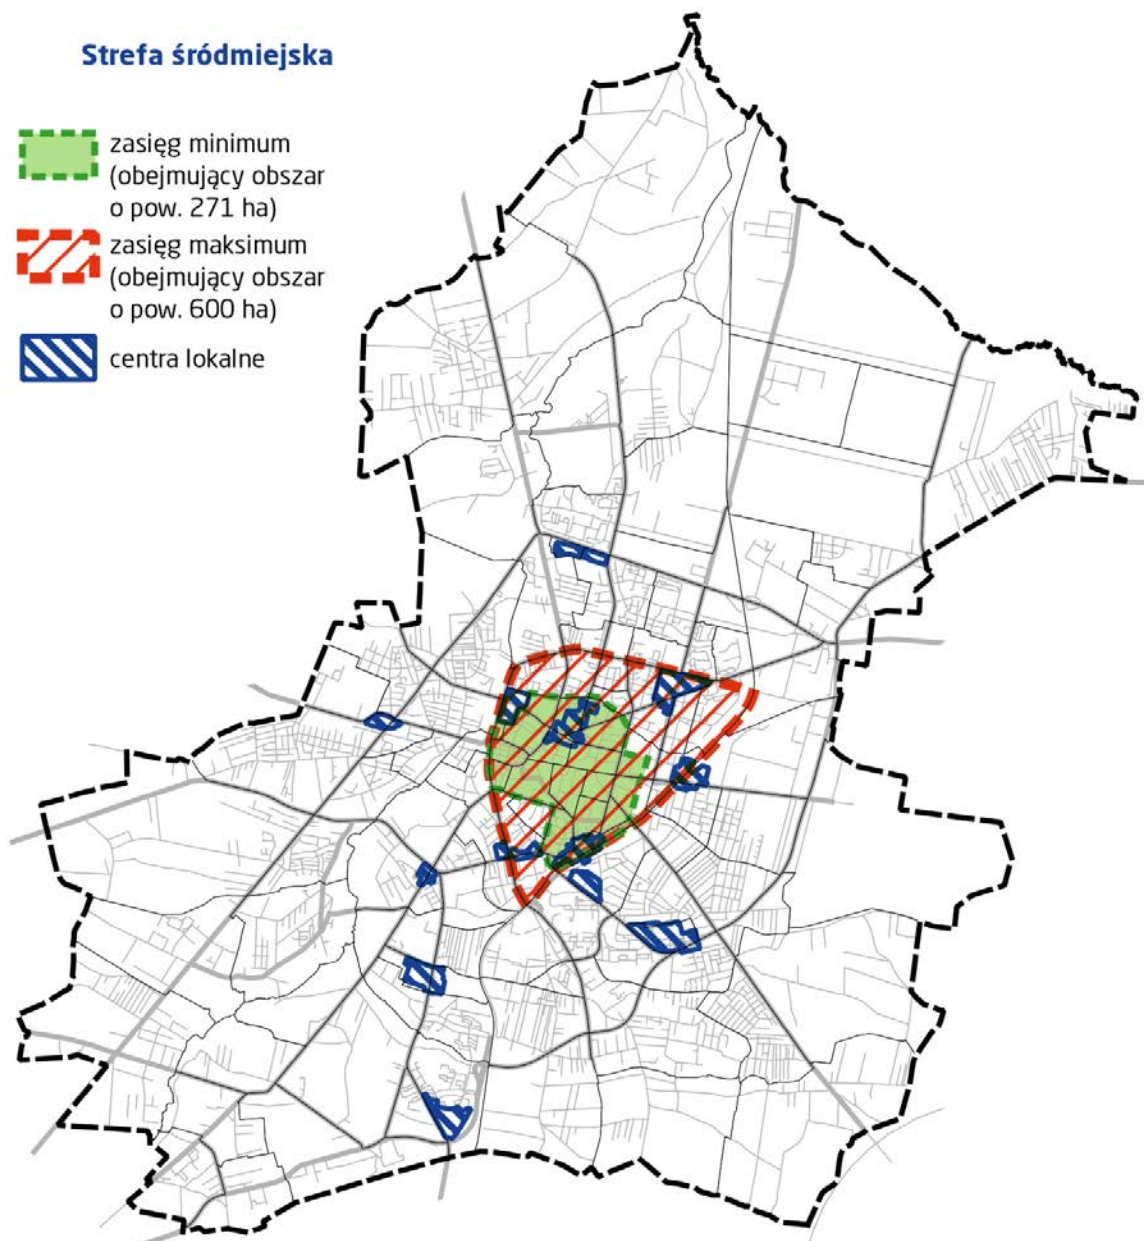 Strefa śródmiejska
zasięg minimum
(obejmujący obszar
o pow. 271 ha)
zasięg maksimum
(obejmujący obszar
o pow. 600 ha)
centra lokalne